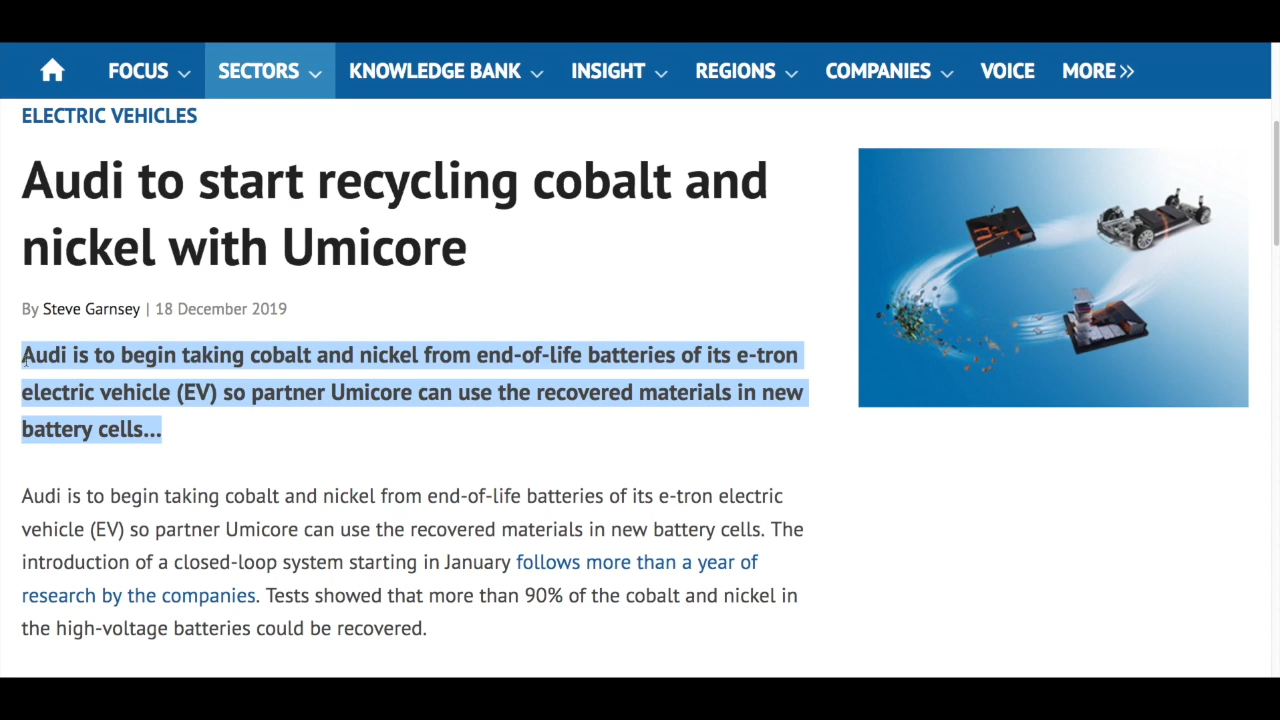 FOCUS SECTORS KNOWLEDGE BANK INSIGHT REGIONS COMPANIES VOICE MORE
ELECTRIC VEHICLES
Audi to start recycling cobalt and
nickel with Umicore
By Steve Garnsey | 18 December 2019
Audi is to begin taking cobalt and nickel from end-of-life batteries of its e-tron
electric vehicle (EV) so partner Umicore can use the recovered materials in new
battery cells...
Audi is to begin taking cobalt and nickel from end-of-life batteries of its e-tron electric
vehicle (EV) so partner Umicore can use the recovered materials in new battery cells. The
introduction of a closed-loop system starting in January follows more than a year of
research by the companies. Tests showed that more than 90% of the cobalt and nickel in
the high-voltage batteries could be recovered.